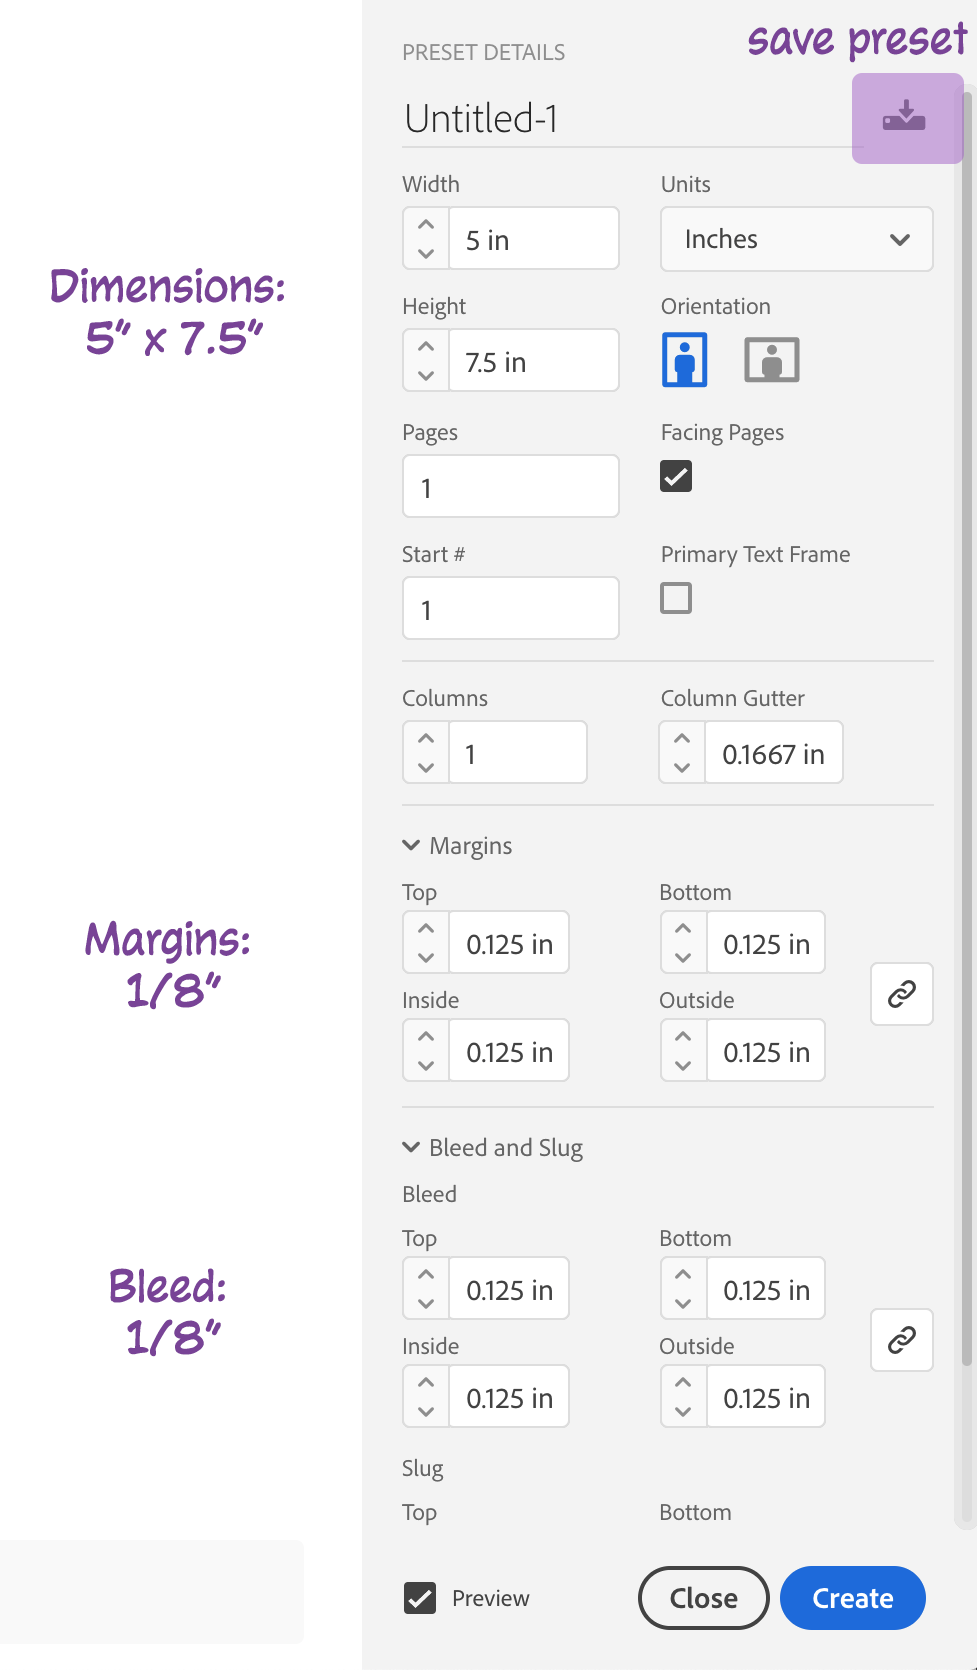 save preset
PRESET DETAILS
Untitled-1
Width
Units
5 in
Inches
Dimensions:
5” x 7.5”
Height
Orientation
7.5 in
Pages
Facing Pages
1
Start #
Primary Text Frame
1
Columns
Column Gutter
1
0.1667 in
Margins
Top
Bottom
Margins:
1/8”
0.125 in
0.125 in
Inside
Outside
0.125 in
0.125 in
Bleed and Slug
Bleed
Top
Bottom
Bleed:
1/8”
0.125 in
0.125 in
Inside
Outside
0.125 in
0.125 in
Slug
Top
Bottom
Preview
Close
Create